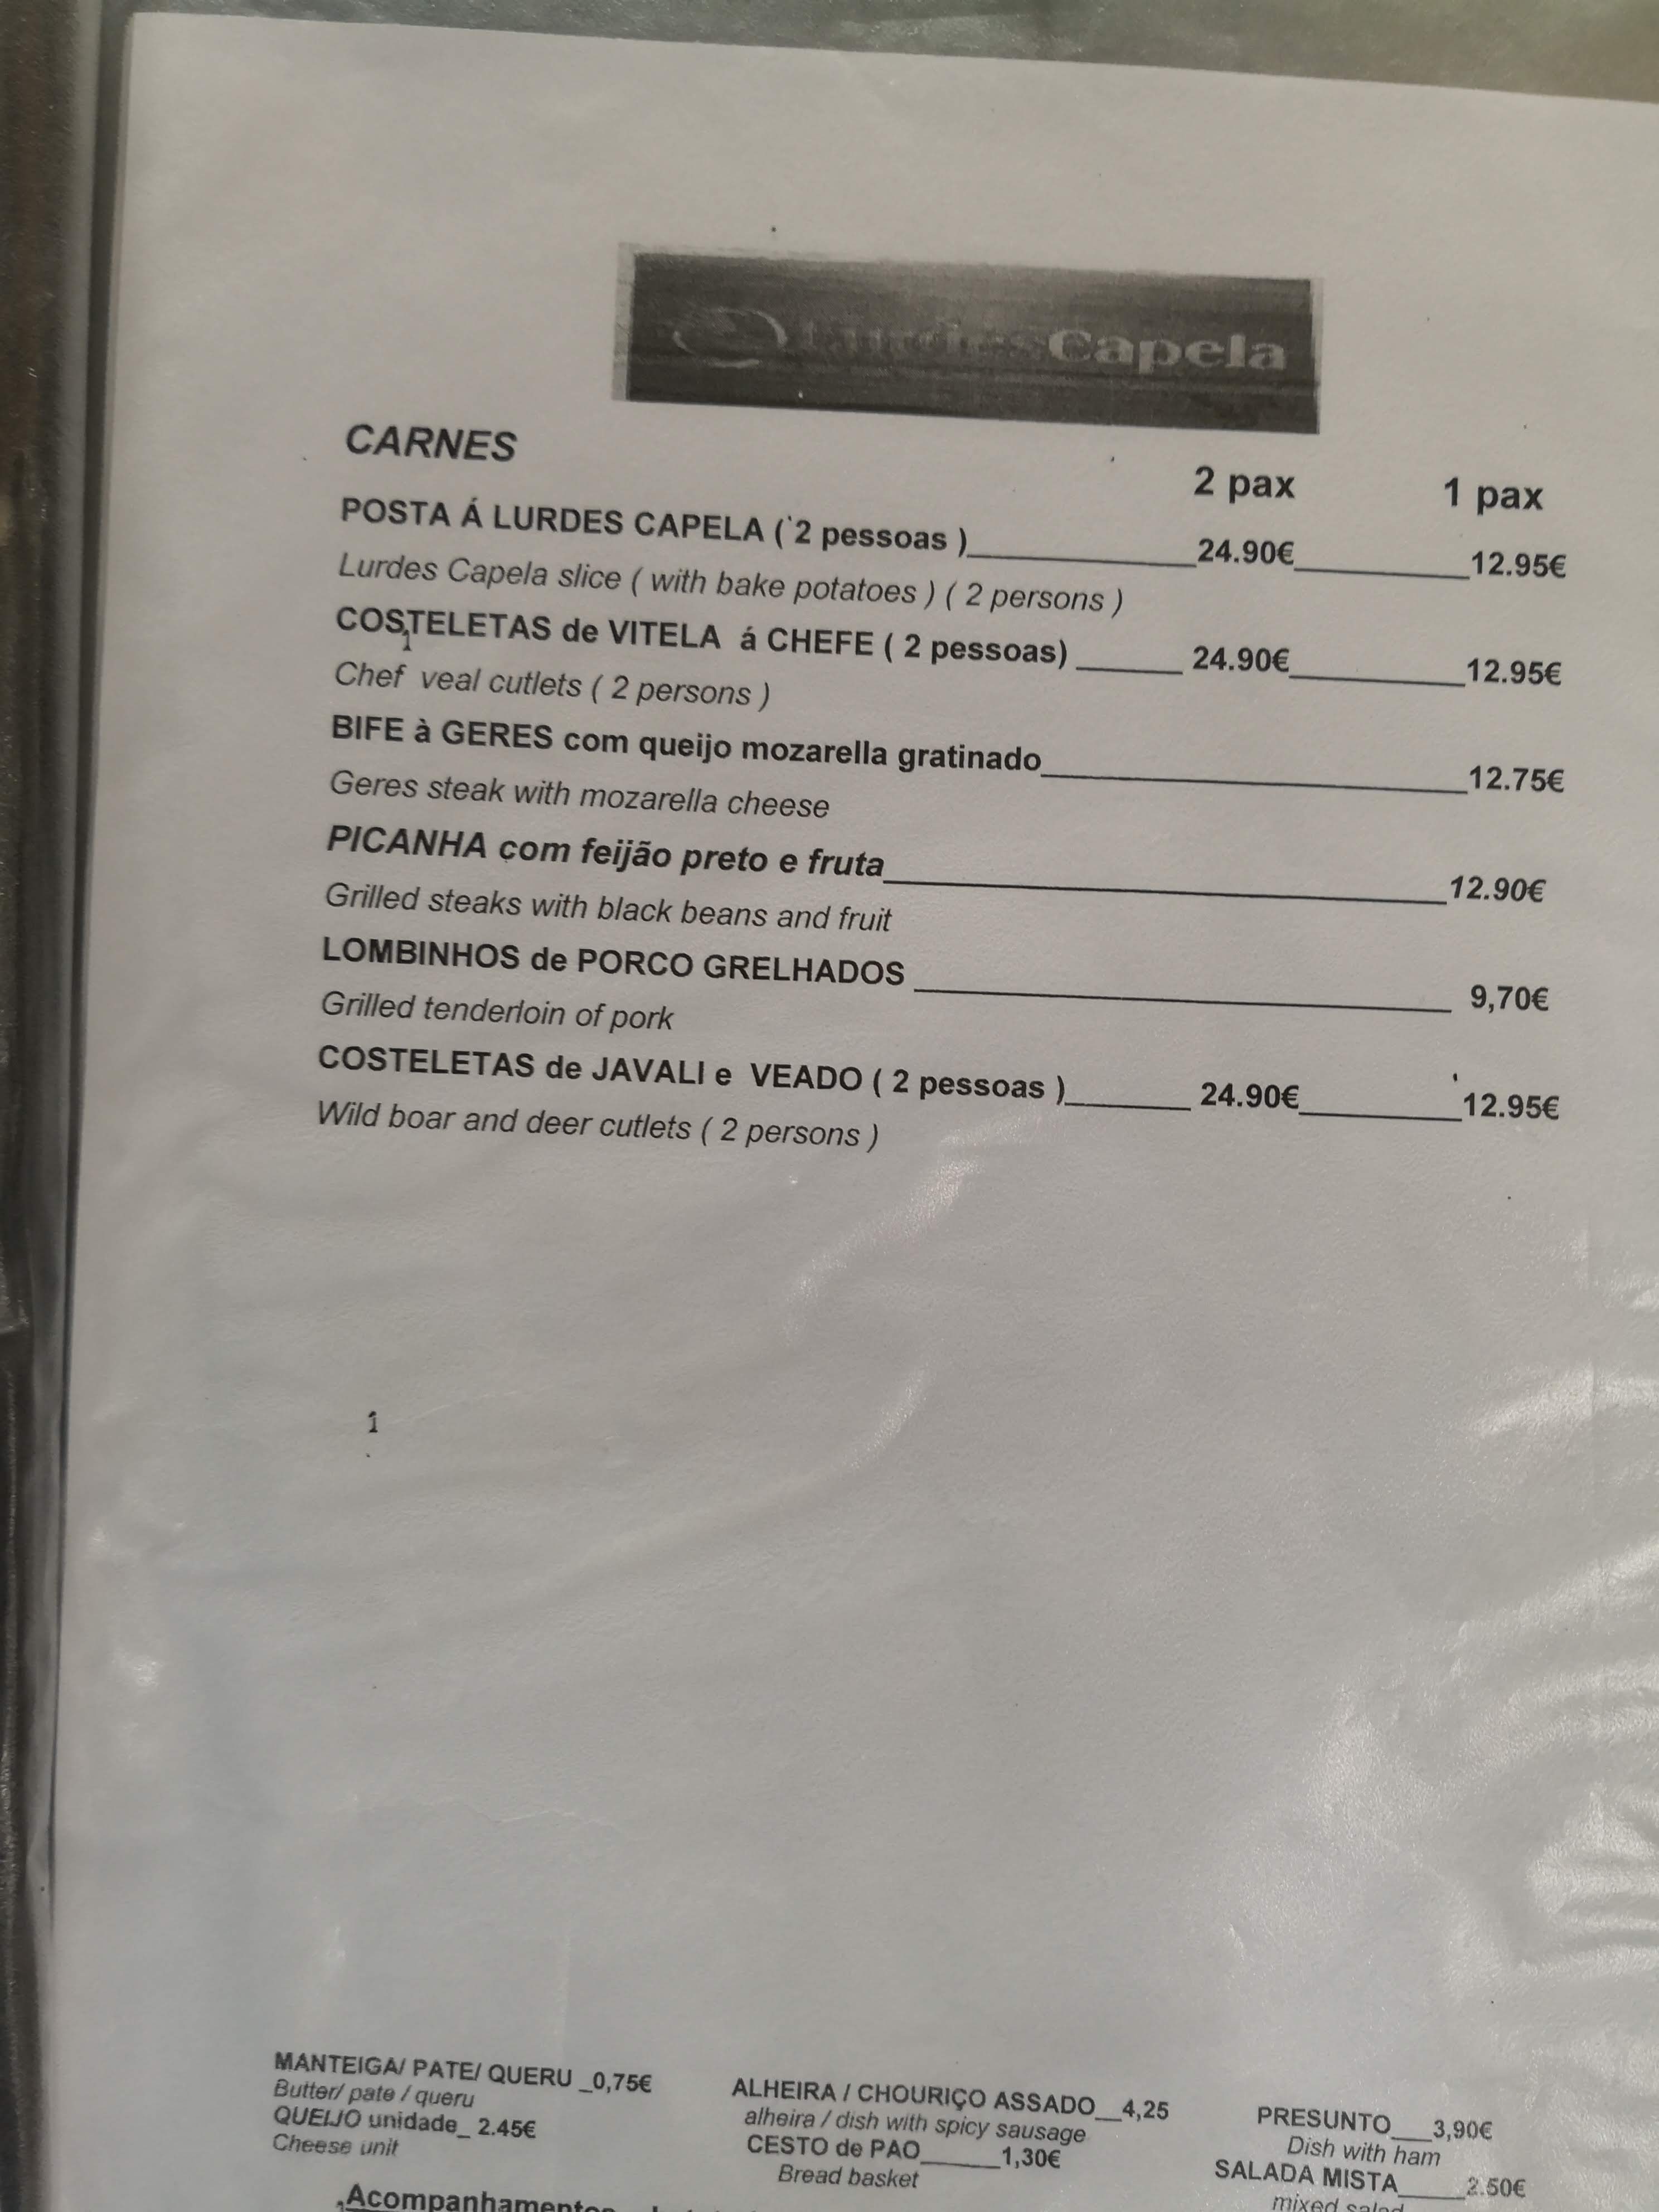 LurdesCapela
CARNES
2 pax 1 pax
POSTA Á LURDES CAPELA ( 2 pessoas )_ 24.90€ 12.95€
Lurdes Capela slice ( with bake potatoes ) ( 2 persons )
COSTELETAS de VITELA á CHEFE ( 2 pessoas) 24.90€ 12.95€
1
Chef veal cutlets ( 2 persons )
BIFE à GERES com queijo mozarella gratinado 12.75€
Geres steak with mozarella cheese
PICANHA com feijão preto e fruta 12.90€
Grilled steaks with black beans and fruit
LOMBINHOS de PORCO GRELHADOS 9,70€
Grilled tenderloin of pork
COSTELETAS de JAVALI e VEADO ( 2 pessoas ) 24.90€ 12.95€
Wild boar and deer cutlets ( 2 persons )
1
MANTEIGA/ PATE/ QUERU _0,75€
Butter/ pate / queru
QUEIJO unidade_ 2.45€
Cheese unit
ALHEIRA / CHOURIÇO ASSADO__4,25
alheira / dish with spicy sausage
CESTO de PAO______1,30€
Bread basket
PRESUNTO___3,90€
Dish with ham
SALADA MISTA_____2.50€
mixed salad
Acompanhamentos